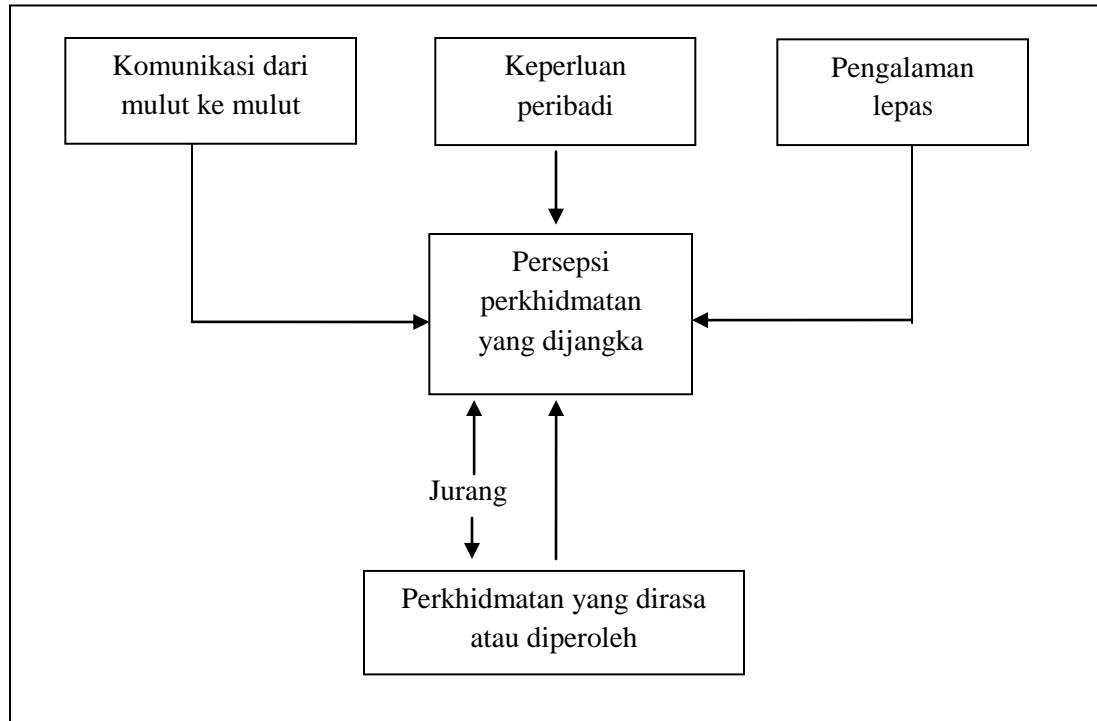 Komunikasi dari
mulut ke mulut
Keperluan
peribadi
Pengalaman
lepas
Persepsi
perkhidmatan
yang dijangka
Jurang
Perkhidmatan yang dirasa
atau diperoleh